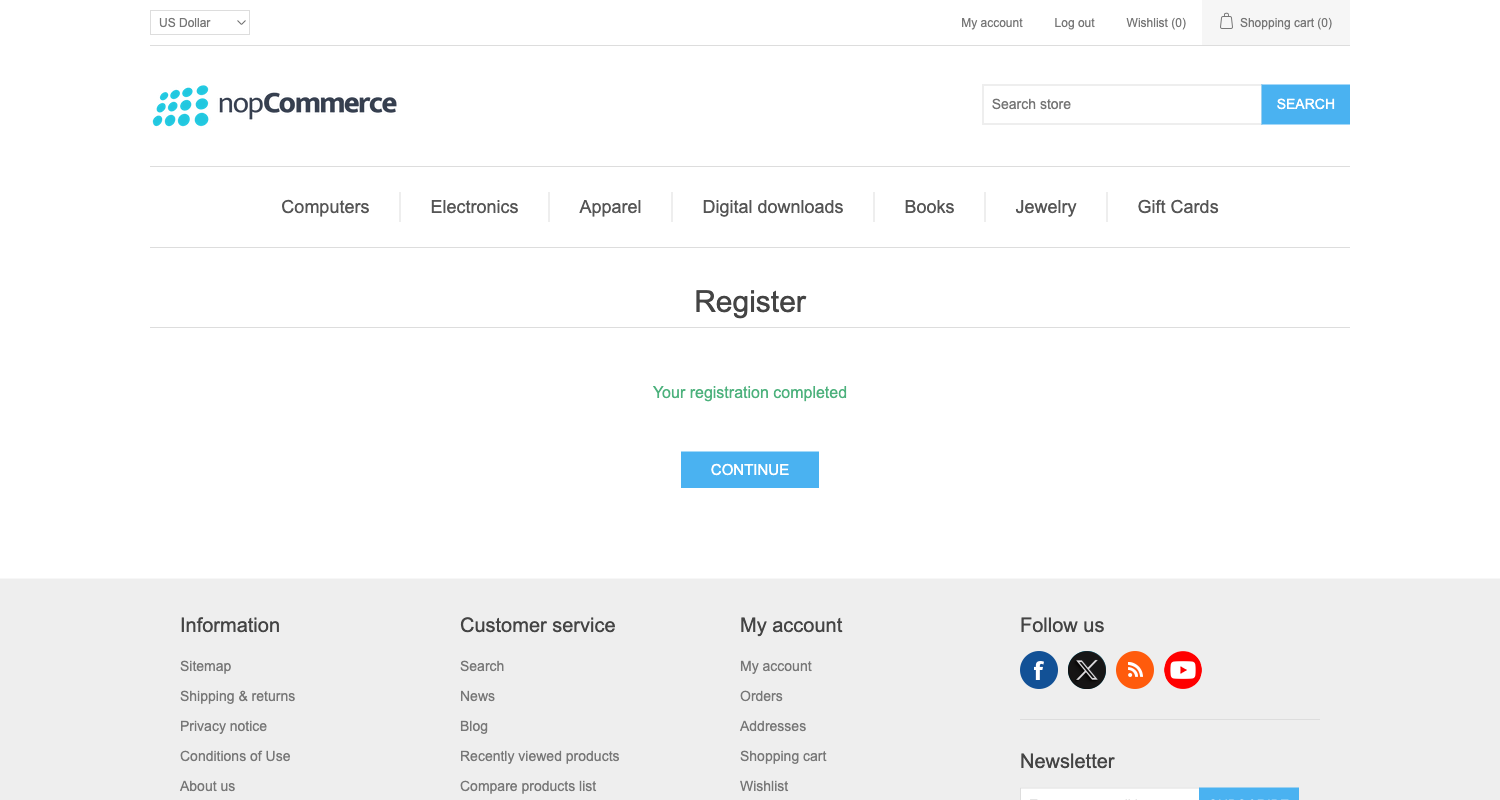 US Dollar
My account
Log out
Wishlist (0)
Shopping cart (0)
nopCommerce
Search store
SEARCH
Computers
Electronics
Apparel
Digital downloads
Books
Jewelry
Gift Cards
Register
Your registration completed
CONTINUE
Information
Sitemap
Shipping & returns
Privacy notice
Conditions of Use
About us
Customer service
Search
News
Blog
Recently viewed products
Compare products list
My account
My account
Orders
Addresses
Shopping cart
Wishlist
Follow us
Newsletter